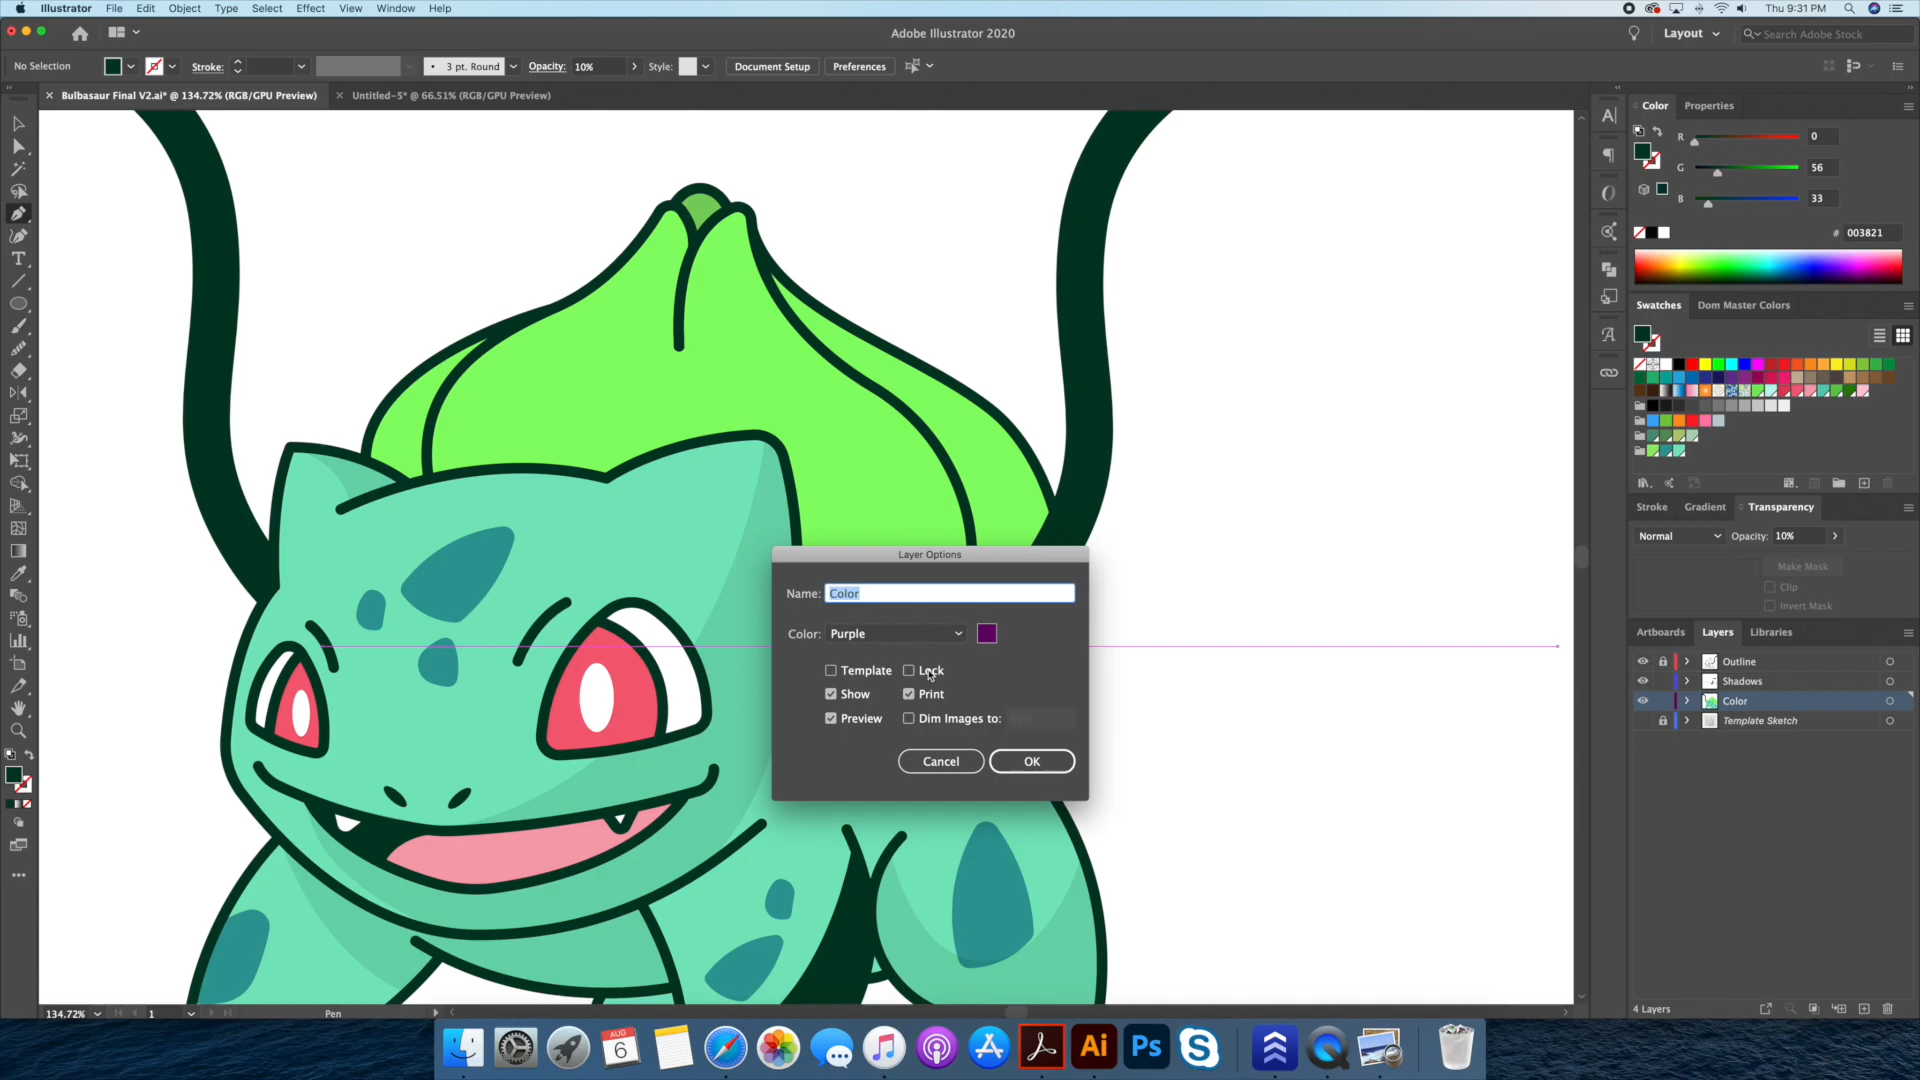 Illustrator File Edit Object Type Select Effect View Window Help
Thu 9:31 PM
Adobe Illustrator 2020
Layout
Search Adobe Stock
No Selection
Stroke:
3 pt. Round
Opacity: 10%
Style:
Document Setup
Preferences
Bulbasaur Final V2.ai* @ 134.72% (RGB/GPU Preview)
Untitled-5* @ 66.51% (RGB/GPU Preview)
Color Properties
R 0
G 56
B 33
# 003821
Swatches Dom Master Colors
Stroke Gradient Transparency
Normal Opacity: 10%
Make Mask
Clip
Invert Mask
Artboards Layers Libraries
Outline
Shadows
Color
Template Sketch
4 Layers
Layer Options
Name: Color
Color: Purple
Template Lock
Show Print
Preview Dim Images to: 50%
Cancel OK
134.72% 1 Pen
AUG
6
Ai
Ps